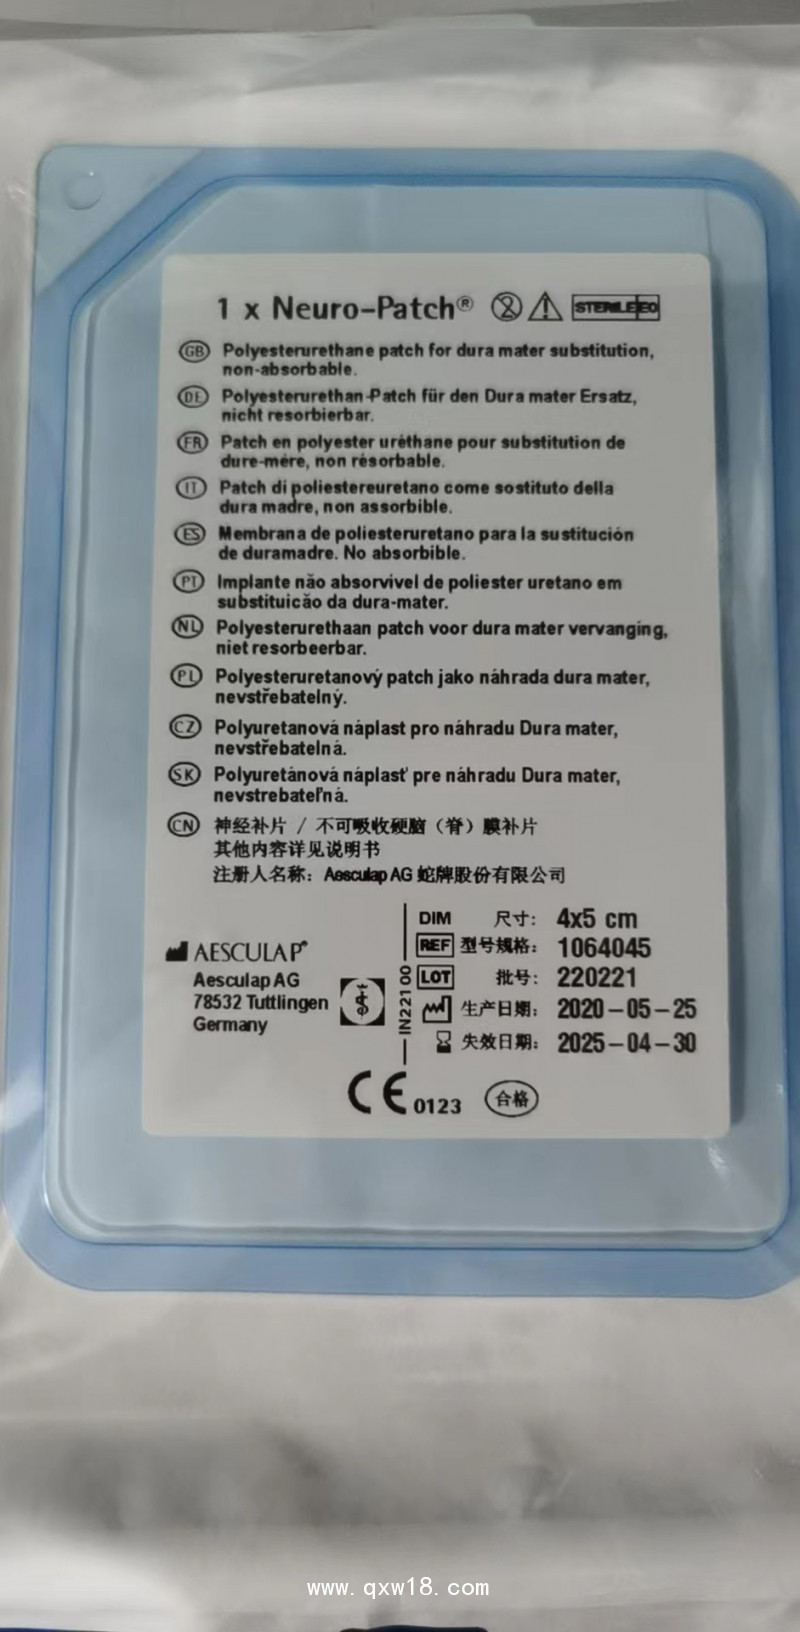 1 x Neuro-Patch® STERILE EO
GB Polyesterurethane patch for dura mater substitution,
non-absorbable.
DE Polyesterurethan-Patch für den Dura mater Ersatz,
nicht resorbierbar.
FR Patch en polyester uréthane pour substitution de
dure-mère, non résorbable.
IT Patch di poliestereuretano come sostituto della
dura madre, non assorbible.
ES Membrana de poliesteruretano para la sustitución
de duramadre. No absorbible.
PT Implante não absorvivel de poliester uretano em
substituicão da dura-mater.
NL Polyesterurethaan patch voor dura mater vervanging,
niet resorbeerbar.
PL Polyesteruretanový patch jako náhrada dura mater,
nevstřebatelný.
CZ Polyuretanová náplast pro náhradu Dura mater,
nevstřebatelná.
SK Polyuretánová náplasť pre náhradu Dura mater,
nevstrebateľná.
CN 神经补片 / 不可吸收硬脑（脊）膜补片
其他内容详见说明书
注册人名称：Aesculap AG 蛇牌股份有限公司
AESCULAP®
Aesculap AG
78532 Tuttlingen
Germany
IN221 00
DIM 尺寸: 4x5 cm
REF 型号规格: 1064045
LOT 批号: 220221
生产日期: 2020-05-25
失效日期: 2025-04-30
CE 0123 合格
www.qxw18.com